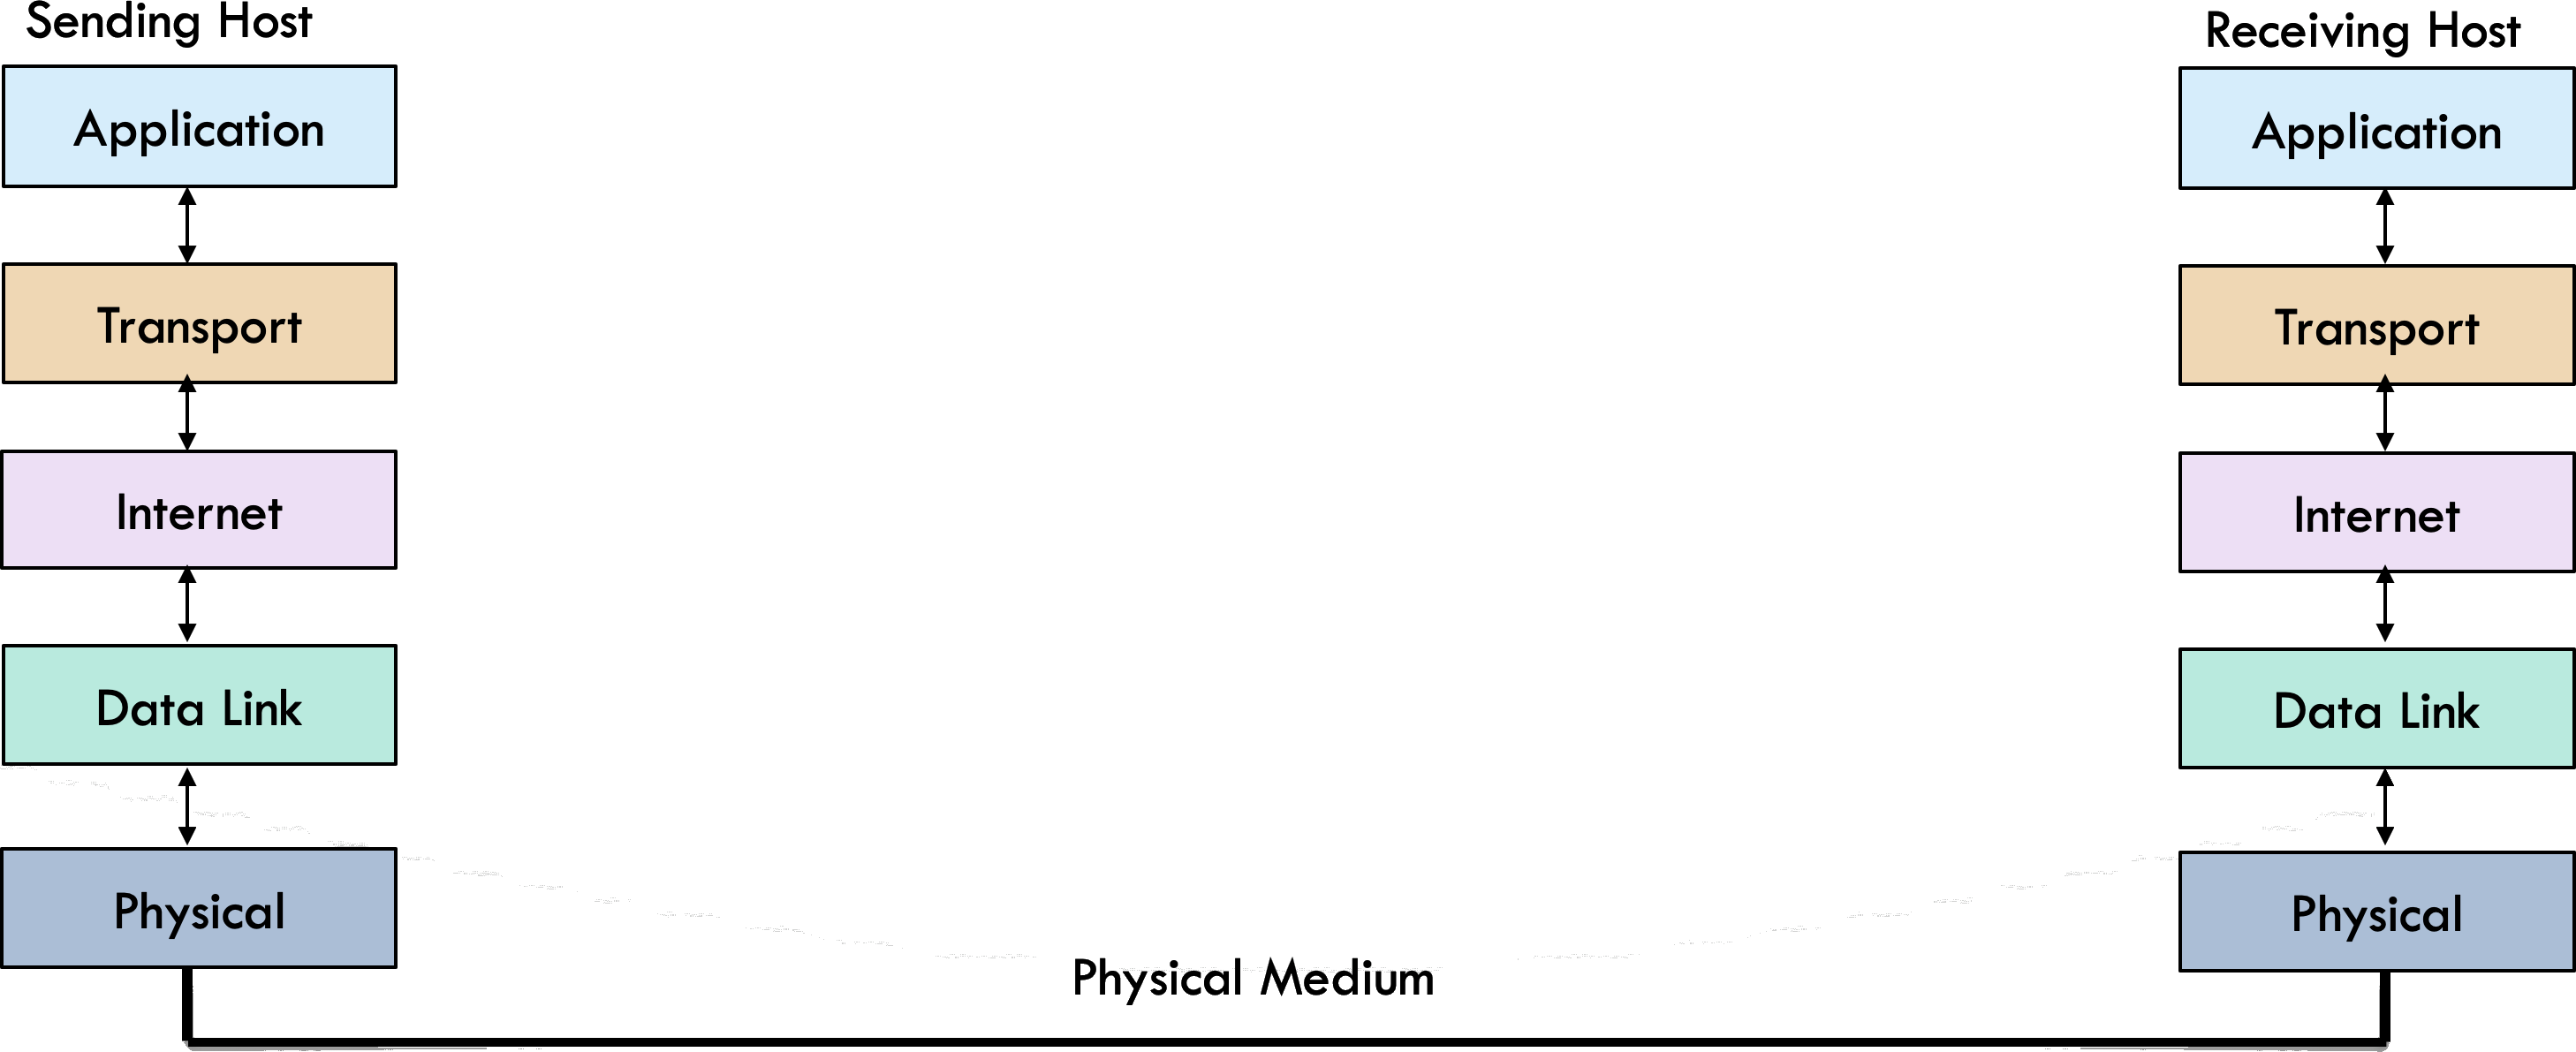 Sending Host
Receiving Host
Application
Application
Transport
Transport
Internet
Internet
Data Link
Data Link
Physical
Physical
Physical Medium